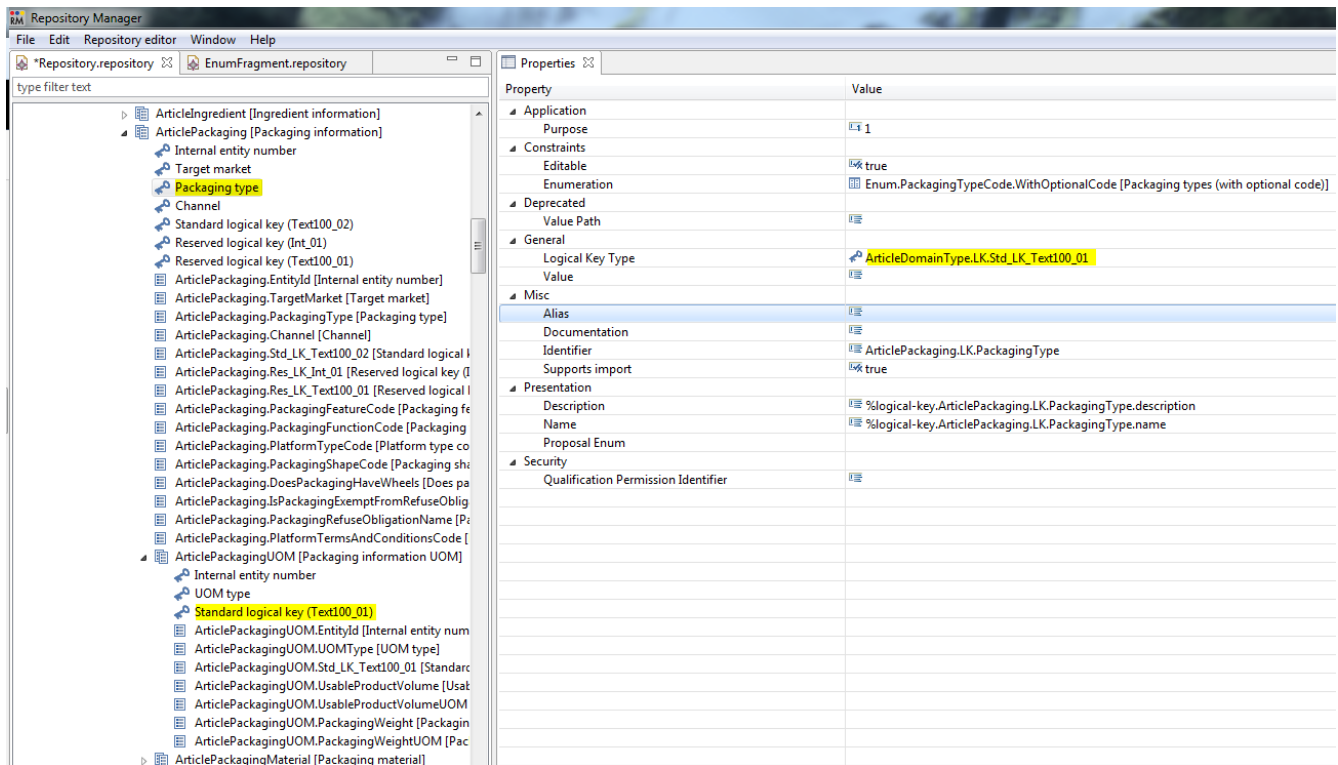 RM Repository Manager
File Edit Repository editor Window Help
*Repository.repository EnumFragment.repository
type filter text
ArticleIngredient [Ingredient information]
ArticlePackaging [Packaging information]
Internal entity number
Target market
Packaging type
Channel
Standard logical key (Text100_02)
Reserved logical key (Int_01)
Reserved logical key (Text100_01)
ArticlePackaging.EntityId [Internal entity number]
ArticlePackaging.TargetMarket [Target market]
ArticlePackaging.PackagingType [Packaging type]
ArticlePackaging.Channel [Channel]
ArticlePackaging.Std_LK_Text100_02 [Standard logical k
ArticlePackaging.Res_LK_Int_01 [Reserved logical key (I
ArticlePackaging.Res_LK_Text100_01 [Reserved logical l
ArticlePackaging.PackagingFeatureCode [Packaging fe
ArticlePackaging.PackagingFunctionCode [Packaging
ArticlePackaging.PlatformTypeCode [Platform type co
ArticlePackaging.PackagingShapeCode [Packaging sha
ArticlePackaging.DoesPackagingHaveWheels [Does pa
ArticlePackaging.IsPackagingExemptFromRefuseOblig
ArticlePackaging.PackagingRefuseObligationName [Pa
ArticlePackaging.PlatformTermsAndConditionsCode [
ArticlePackagingUOM [Packaging information UOM]
Internal entity number
UOM type
Standard logical key (Text100_01)
ArticlePackagingUOM.EntityId [Internal entity num
ArticlePackagingUOM.UOMType [UOM type]
ArticlePackagingUOM.Std_LK_Text100_01 [Standard
ArticlePackagingUOM.UsableProductVolume [Usab
ArticlePackagingUOM.UsableProductVolumeUOM
ArticlePackagingUOM.PackagingWeight [Packagin
ArticlePackagingUOM.PackagingWeightUOM [Pac
ArticlePackagingMaterial [Packaging material]
Properties
Property Value
Application
Purpose 1
Constraints
Editable true
Enumeration Enum.PackagingTypeCode.WithOptionalCode [Packaging types (with optional code)]
Deprecated
Value Path
General
Logical Key Type ArticleDomainType.LK.Std_LK_Text100_01
Value
Misc
Alias
Documentation
Identifier ArticlePackaging.LK.PackagingType
Supports import true
Presentation
Description %logical-key.ArticlePackaging.LK.PackagingType.description
Name %logical-key.ArticlePackaging.LK.PackagingType.name
Proposal Enum
Security
Qualification Permission Identifier